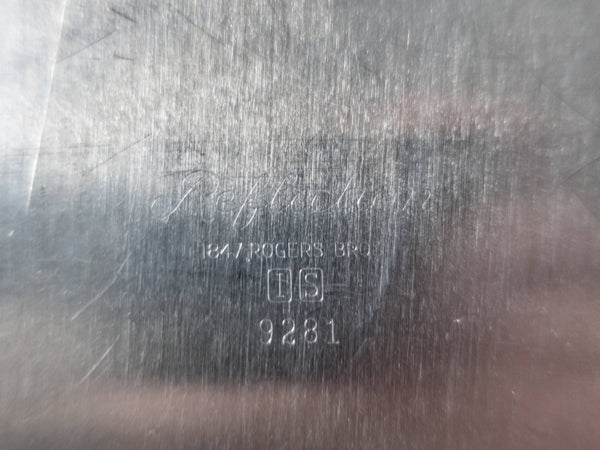 Reflection
1847 ROGERS BROS
IS
9281